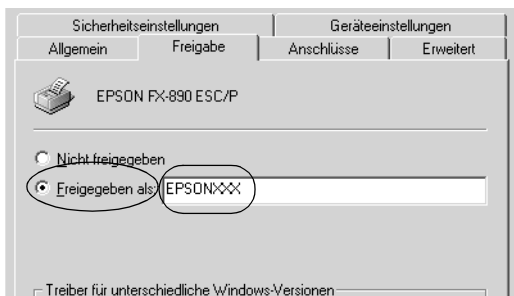 Sicherheitseinstellungen Geräteeinstellungen
Allgemein Freigabe Anschlüsse Erweitert
EPSON FX-890 ESC/P
Nicht freigegeben
Freigegeben als: EPSONXXX
Treiber für unterschiedliche Windows-Versionen